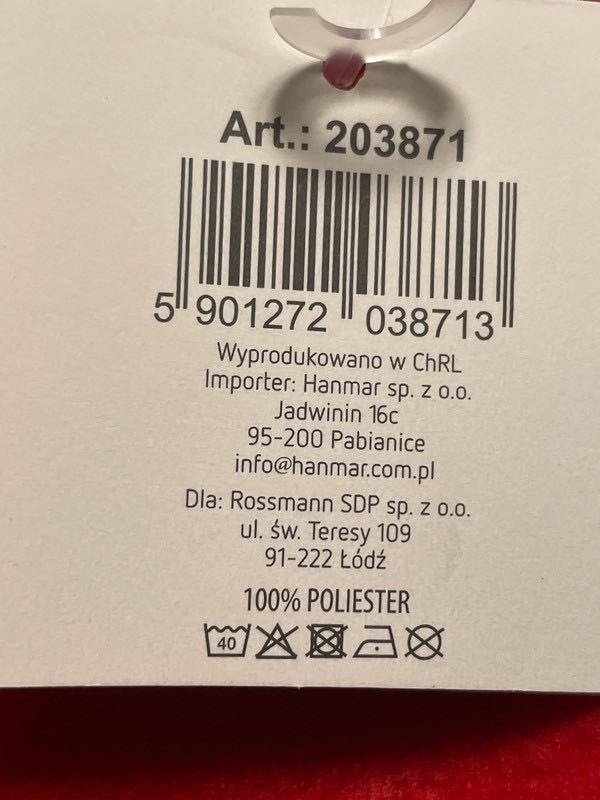 Art.: 203871
5 901272 038713
Wyprodukowano w ChRL
Importer: Hanmar sp. z o.o.
Jadwinin 16c
95-200 Pabianice
info@hanmar.com.pl
Dla: Rossmann SDP sp. z o.o.
ul. św. Teresy 109
91-222 Łódź
100% POLIESTER
40